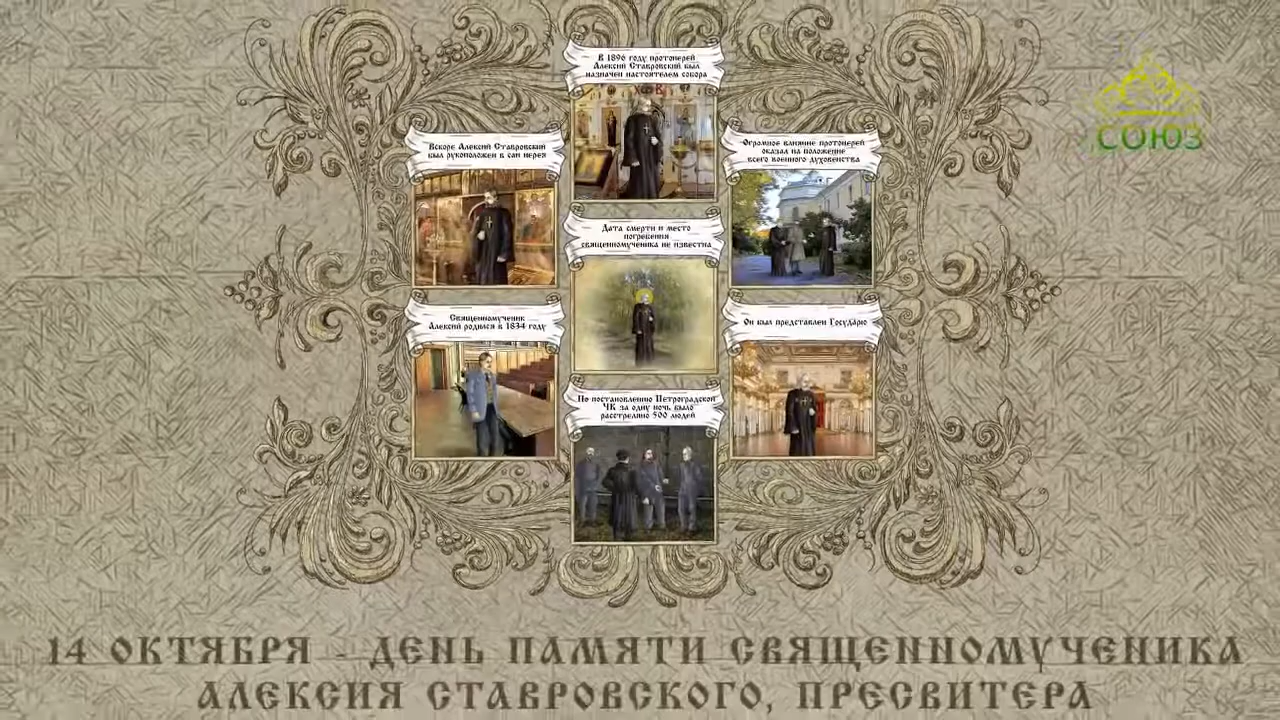 В 1896 году протоиерей
Алексий Ставровский был
назначен настоятелем собора
Х В
СОЮЗ
Вскоре Алексий Ставровский
был рукоположен в сан иерея
Огромное влияние протоиерей
оказал на положение
всего военного духовенства
Дата смерти и место
погребения
священномученика не известна
Священномученик
Алексий родился в 1834 году
Он был представлен Государю
По постановлению Петроградской
ЧК за одну ночь было
расстреляно 500 людей
14 ОКТЯБРЯ - ДЕНЬ ПАМЯТИ СВЯЩЕННОМУЧЕНИКА
АЛЕКСИЯ СТАВРОВСКОГО, ПРЕСВИТЕРА